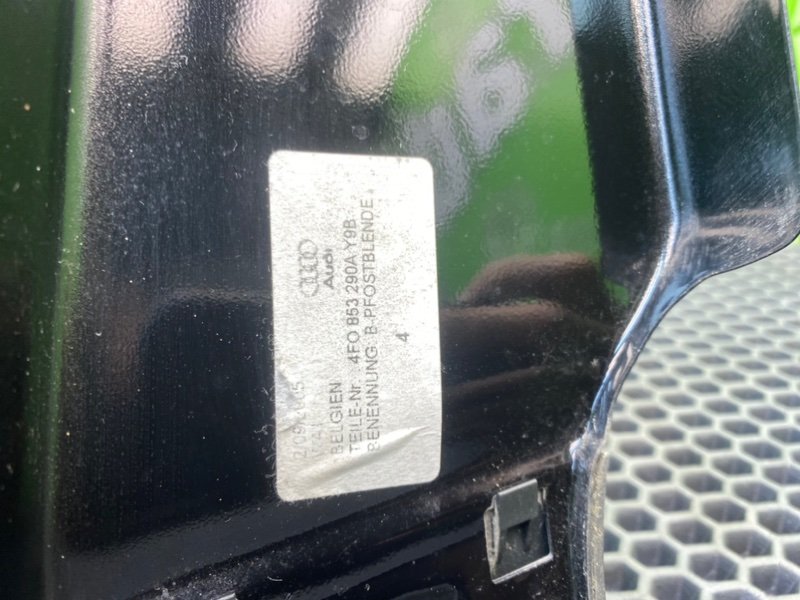 Audi
BELGIEN
TEILE-Nr. 4F0 853 290A Y9B
BENENNUNG B-PFOSTBLENDE
4